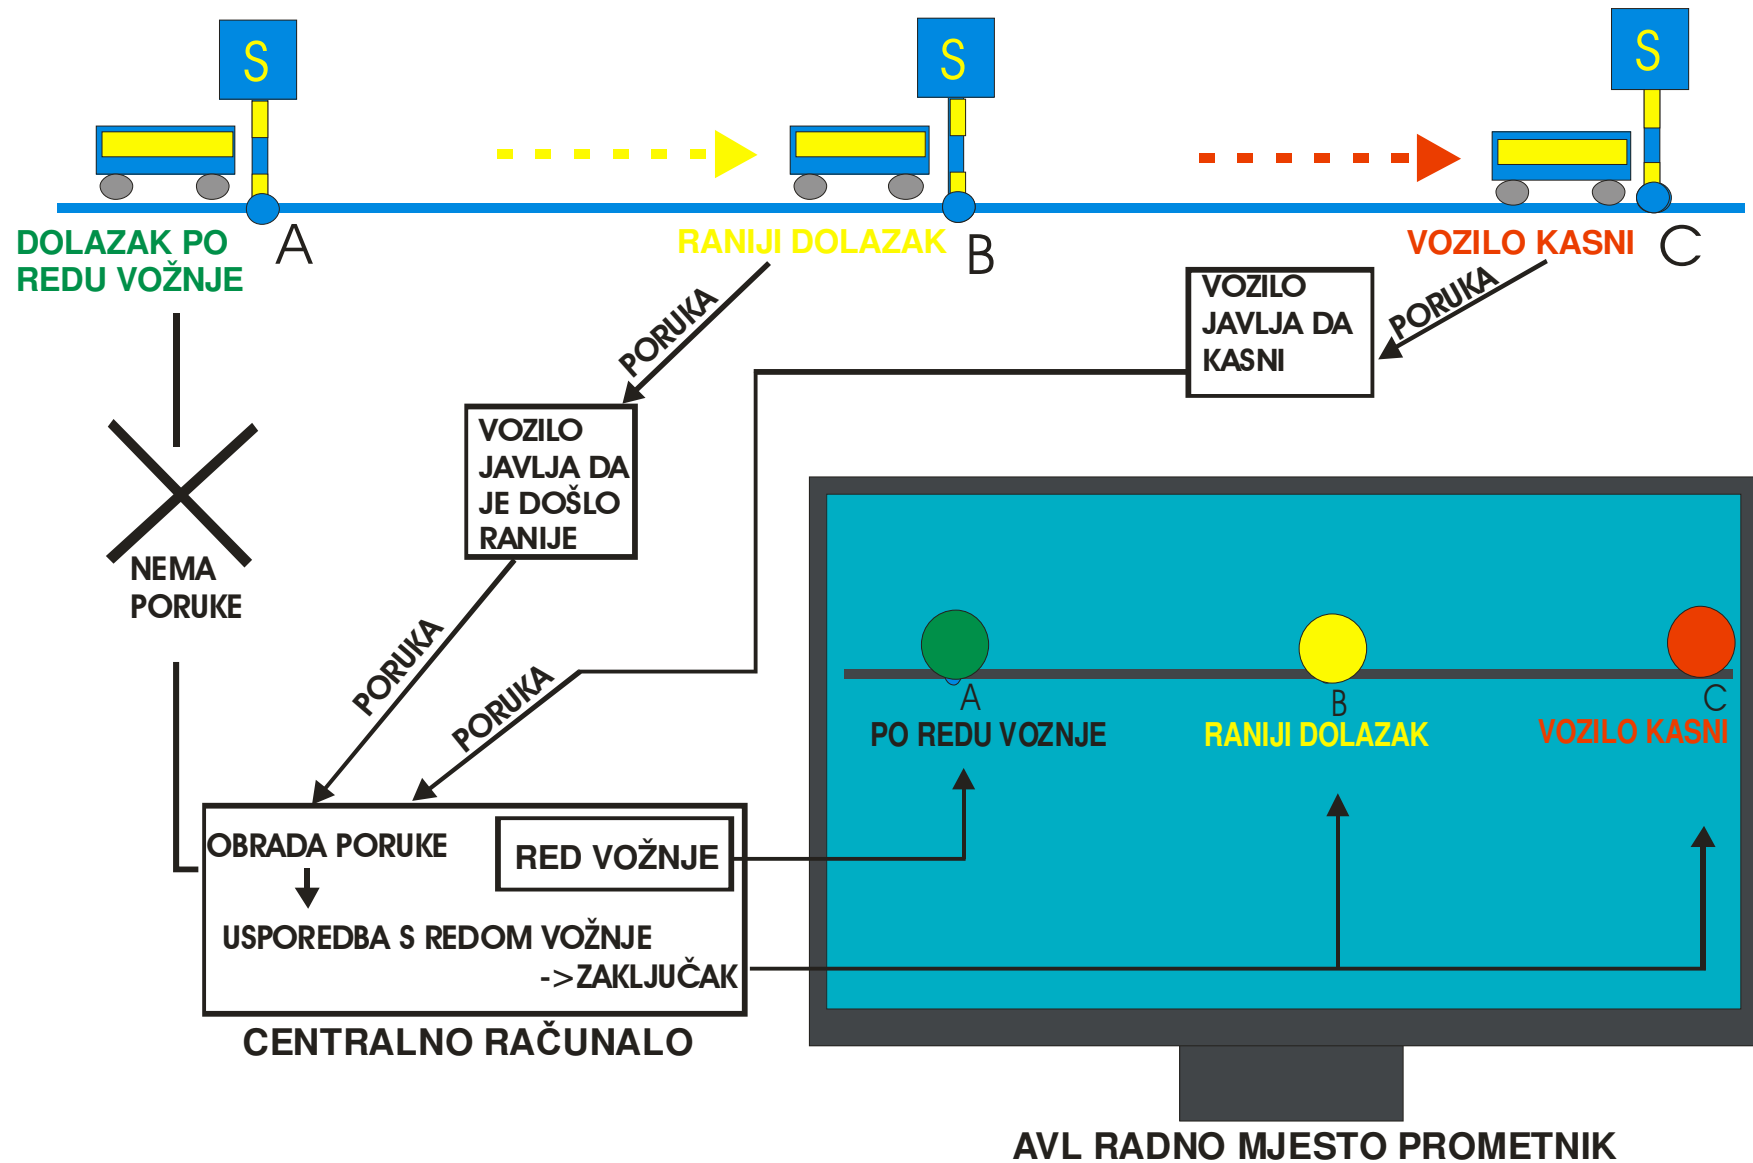 S
S
S
A
B
C
DOLAZAK PO
REDU VOŽNJE
RANIJI DOLAZAK
VOZILO KASNI
PORUKA
PORUKA
VOZILO
JAVLJA DA
KASNI
VOZILO
JAVLJA DA
JE DOŠLO
RANIJE
NEMA
PORUKE
PORUKA
PORUKA
A
B
C
PO REDU VOZNJE
RANIJI DOLAZAK
VOZILO KASNI
OBRADA PORUKE
RED VOŽNJE
USPOREDBA S REDOM VOŽNJE
->ZAKLJUČAK
CENTRALNO RAČUNALO
AVL RADNO MJESTO PROMETNIK